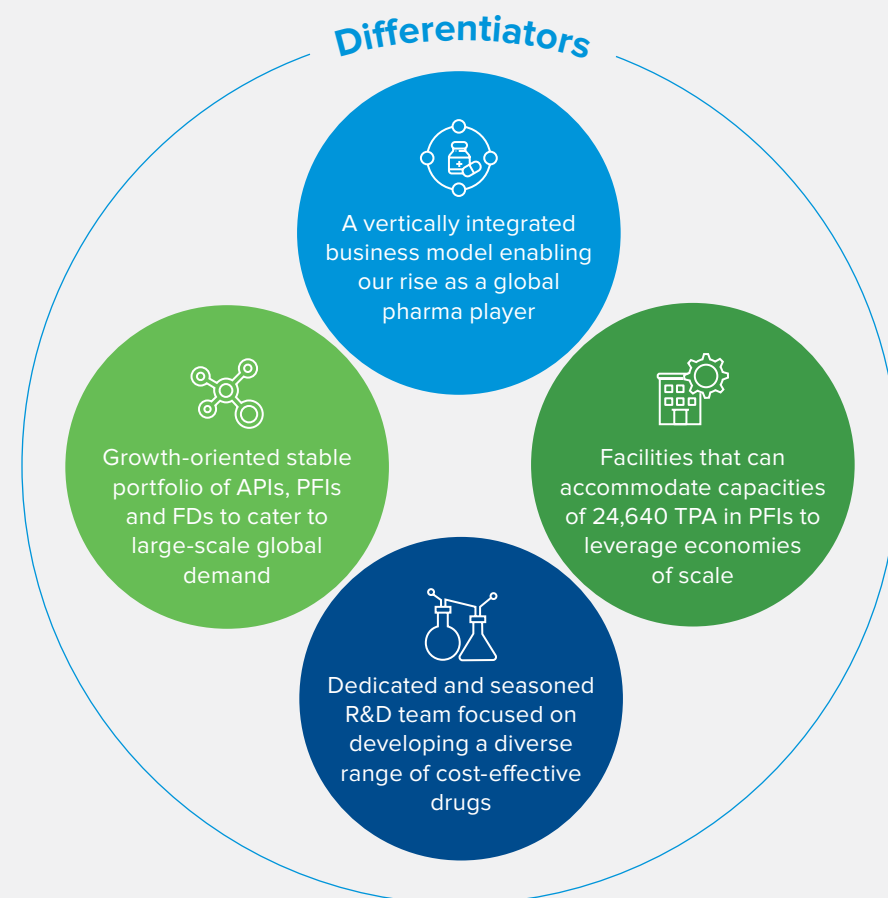 Differentiators
A vertically integrated
business model enabling
our rise as a global
pharma player
Growth-oriented stable
portfolio of APIs, PFIs
and FDs to cater to
large-scale global
demand
Facilities that can
accommodate capacities
of 24,640 TPA in PFIs to
leverage economies
of scale
Dedicated and seasoned
R&D team focused on
developing a diverse
range of cost-effective
drugs